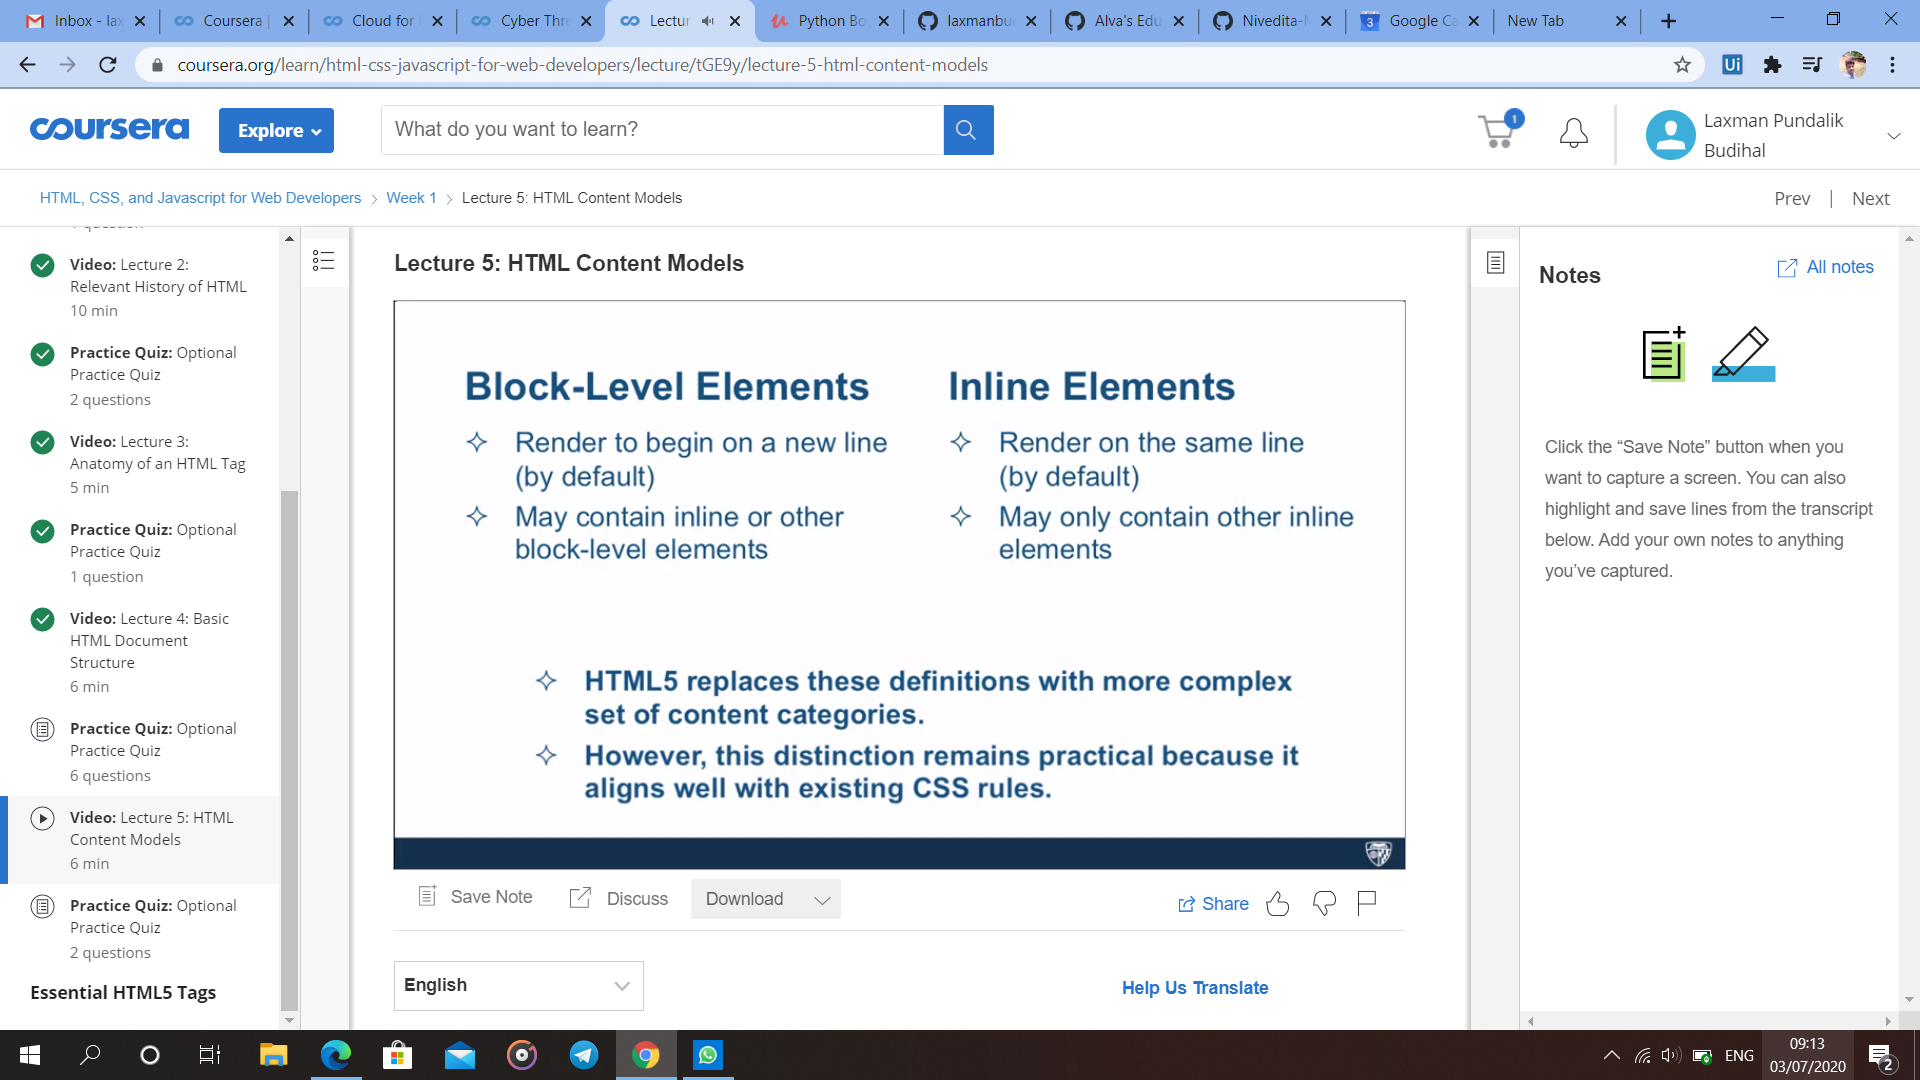 Inbox - lax
Coursera |
Cloud for
Cyber Thre
Lectur
Python Bo
laxmanbu
Alva's Edu
Nivedita-
Google Ca
New Tab
coursera.org/learn/html-css-javascript-for-web-developers/lecture/tGE9y/lecture-5-html-content-models
coursera
Explore
What do you want to learn?
1
Laxman Pundalik
Budihal
HTML, CSS, and Javascript for Web Developers
Week 1
Lecture 5: HTML Content Models
Prev | Next
Video: Lecture 2:
Relevant History of HTML
10 min
Practice Quiz: Optional
Practice Quiz
2 questions
Video: Lecture 3:
Anatomy of an HTML Tag
5 min
Practice Quiz: Optional
Practice Quiz
1 question
Video: Lecture 4: Basic
HTML Document
Structure
6 min
Practice Quiz: Optional
Practice Quiz
6 questions
Video: Lecture 5: HTML
Content Models
6 min
Practice Quiz: Optional
Practice Quiz
2 questions
Essential HTML5 Tags
Lecture 5: HTML Content Models
Block-Level Elements
Render to begin on a new line
(by default)
May contain inline or other
block-level elements
Inline Elements
Render on the same line
(by default)
May only contain other inline
elements
HTML5 replaces these definitions with more complex
set of content categories.
However, this distinction remains practical because it
aligns well with existing CSS rules.
Save Note
Discuss
Download
Share
English
Help Us Translate
Notes
All notes
Click the “Save Note” button when you
want to capture a screen. You can also
highlight and save lines from the transcript
below. Add your own notes to anything
you’ve captured.
ENG
09:13
03/07/2020
2